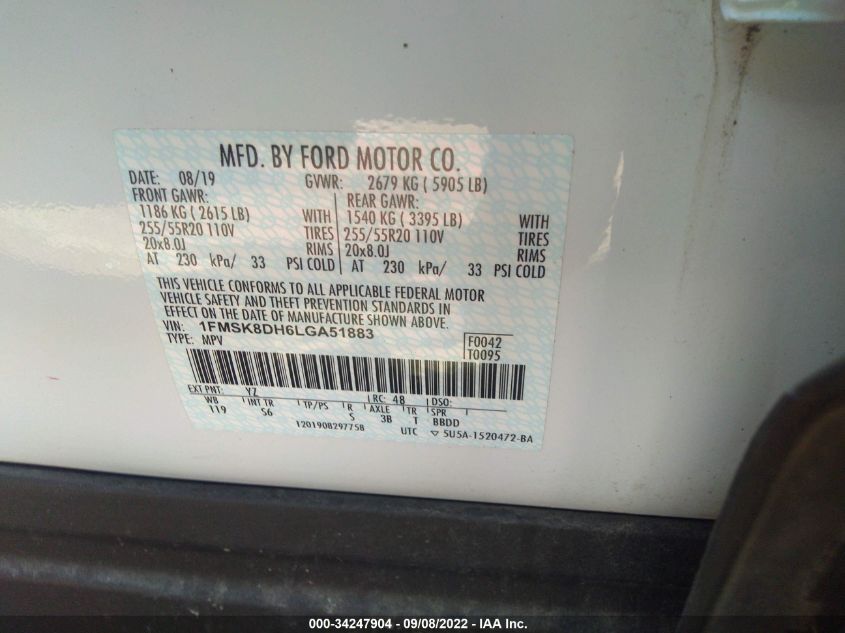 MFD. BY FORD MOTOR CO.
DATE: 08/19 GVWR: 2679 KG ( 5905 LB)
FRONT GAWR: REAR GAWR:
1186 KG ( 2615 LB) WITH 1540 KG ( 3395 LB) WITH
255/55R20 110V TIRES 255/55R20 110V TIRES
20x8.0J RIMS 20x8.0J RIMS
AT 230 kPa/ 33 PSI COLD AT 230 kPa/ 33 PSI COLD
THIS VEHICLE CONFORMS TO ALL APPLICABLE FEDERAL MOTOR
VEHICLE SAFETY AND THEFT PREVENTION STANDARDS IN
EFFECT ON THE DATE OF MANUFACTURE SHOWN ABOVE.
VIN: 1FMSK8DH6LGA51883 F0042
TYPE: MPV T0095
EXT PNT: YZ RC: 48 DSO:
WB INT TR TP/PS R AXLE TR SPR
119 S6 S 3B T BBDD
1201908297758 UTC ▽ 5U5A-1520472-BA
000-34247904 - 09/08/2022 - IAA Inc.